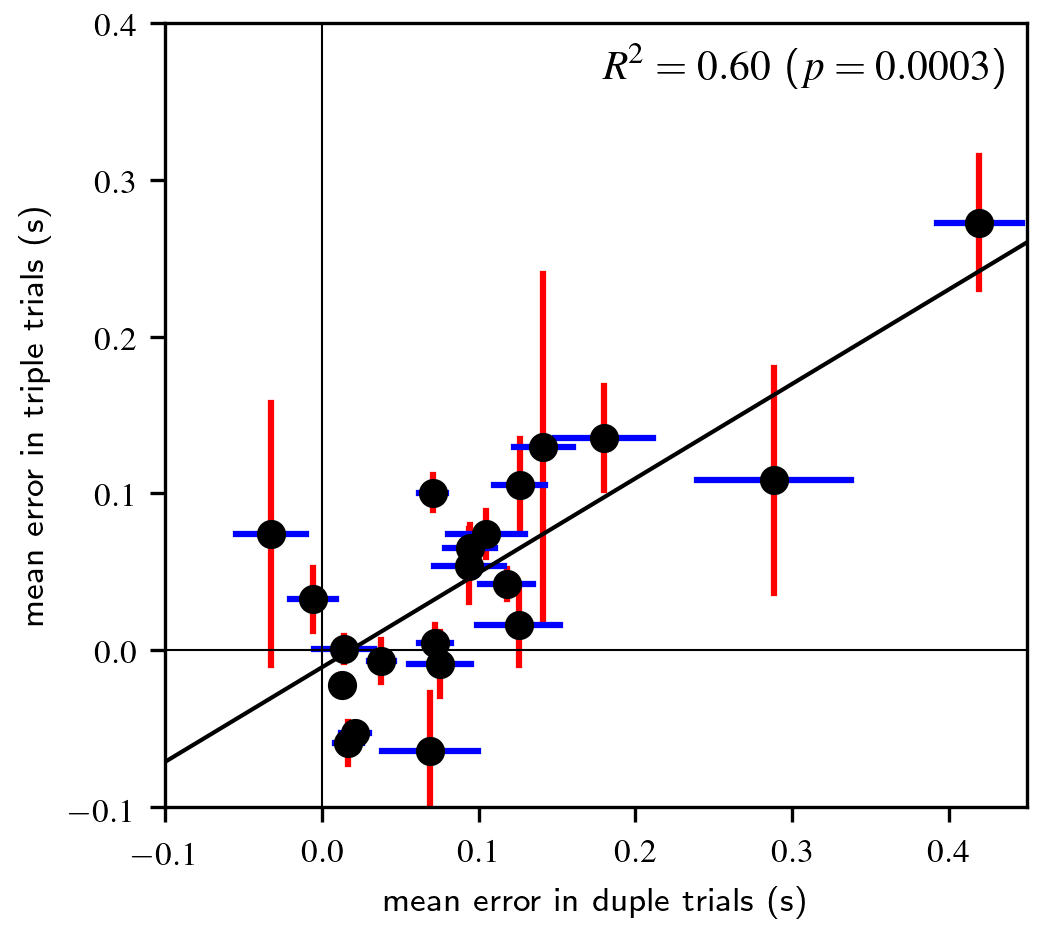 R² = 0.60 (p = 0.0003)
0.4
0.3
0.2
0.1
0.0
−0.1
−0.1 0.0 0.1 0.2 0.3 0.4
mean error in triple trials (s)
mean error in duple trials (s)